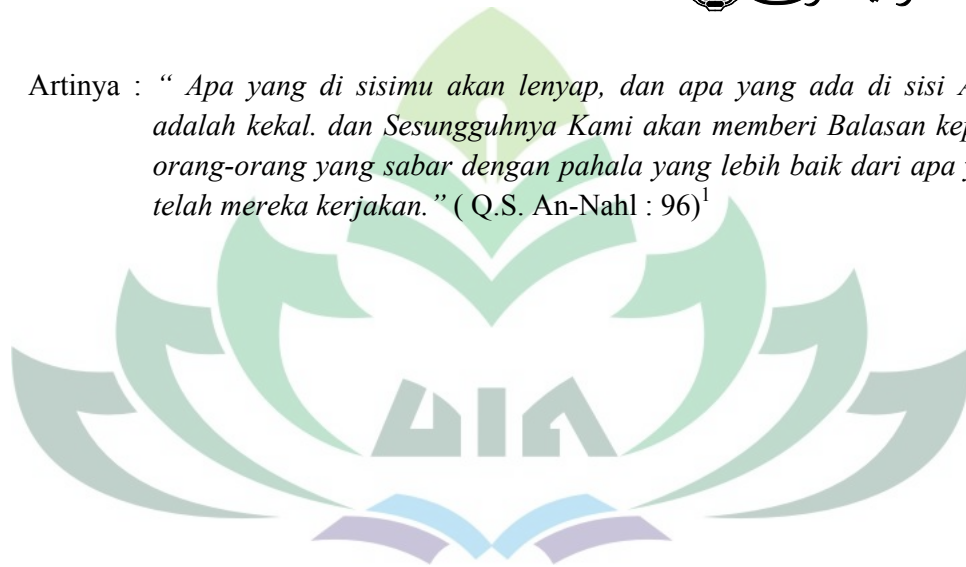 Artinya : “ Apa yang di sisimu akan lenyap, dan apa yang ada di sisi
adalah kekal. dan Sesungguhnya Kami akan memberi Balasan
orang-orang yang sabar dengan pahala yang lebih baik dari apa
telah mereka kerjakan.” ( Q.S. An-Nahl : 96)1
UIN